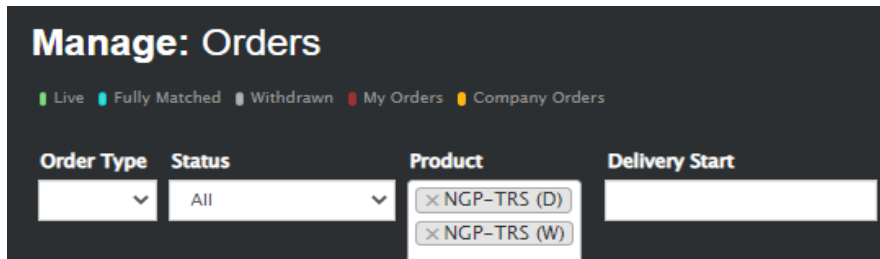 Manage: Orders
Live Fully Matched Withdrawn My Orders Company Orders
Order Type Status Product Delivery Start
All × NGP-TRS (D)
× NGP-TRS (W)